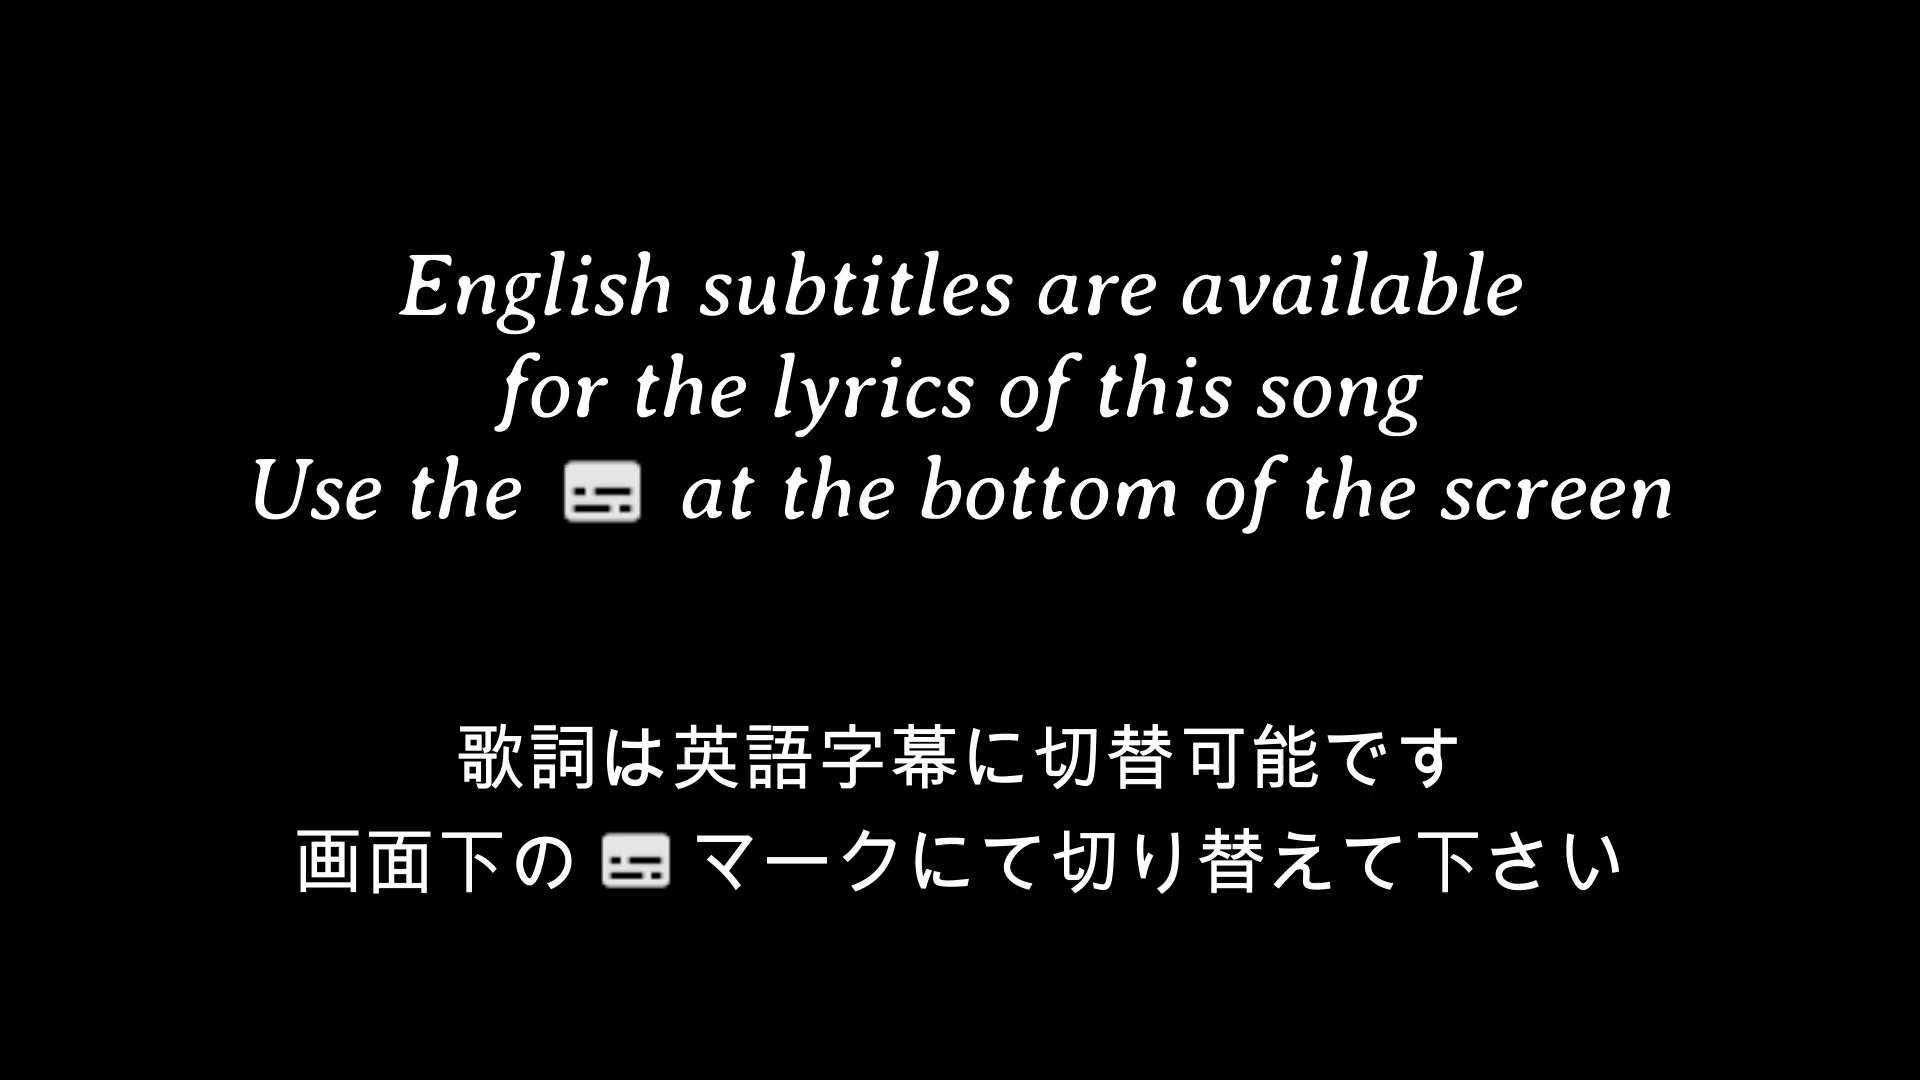 English subtitles are available
for the lyrics of this song
Use the at the bottom of the screen
歌詞は英語字幕に切替可能です
画面下の マークにて切り替えて下さい